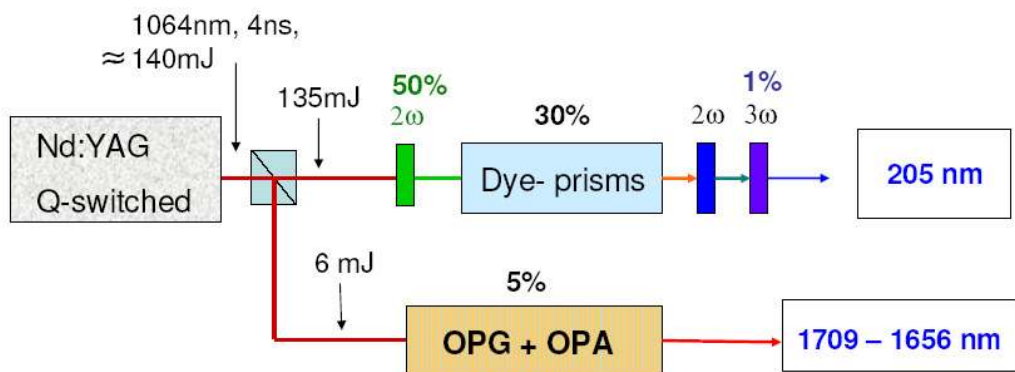 1064nm, 4ns,
≈ 140mJ
135mJ
50%
2ω
30%
1%
2ω
3ω
Nd:YAG
Q-switched
Dye- prisms
205 nm
6 mJ
5%
OPG + OPA
1709 – 1656 nm